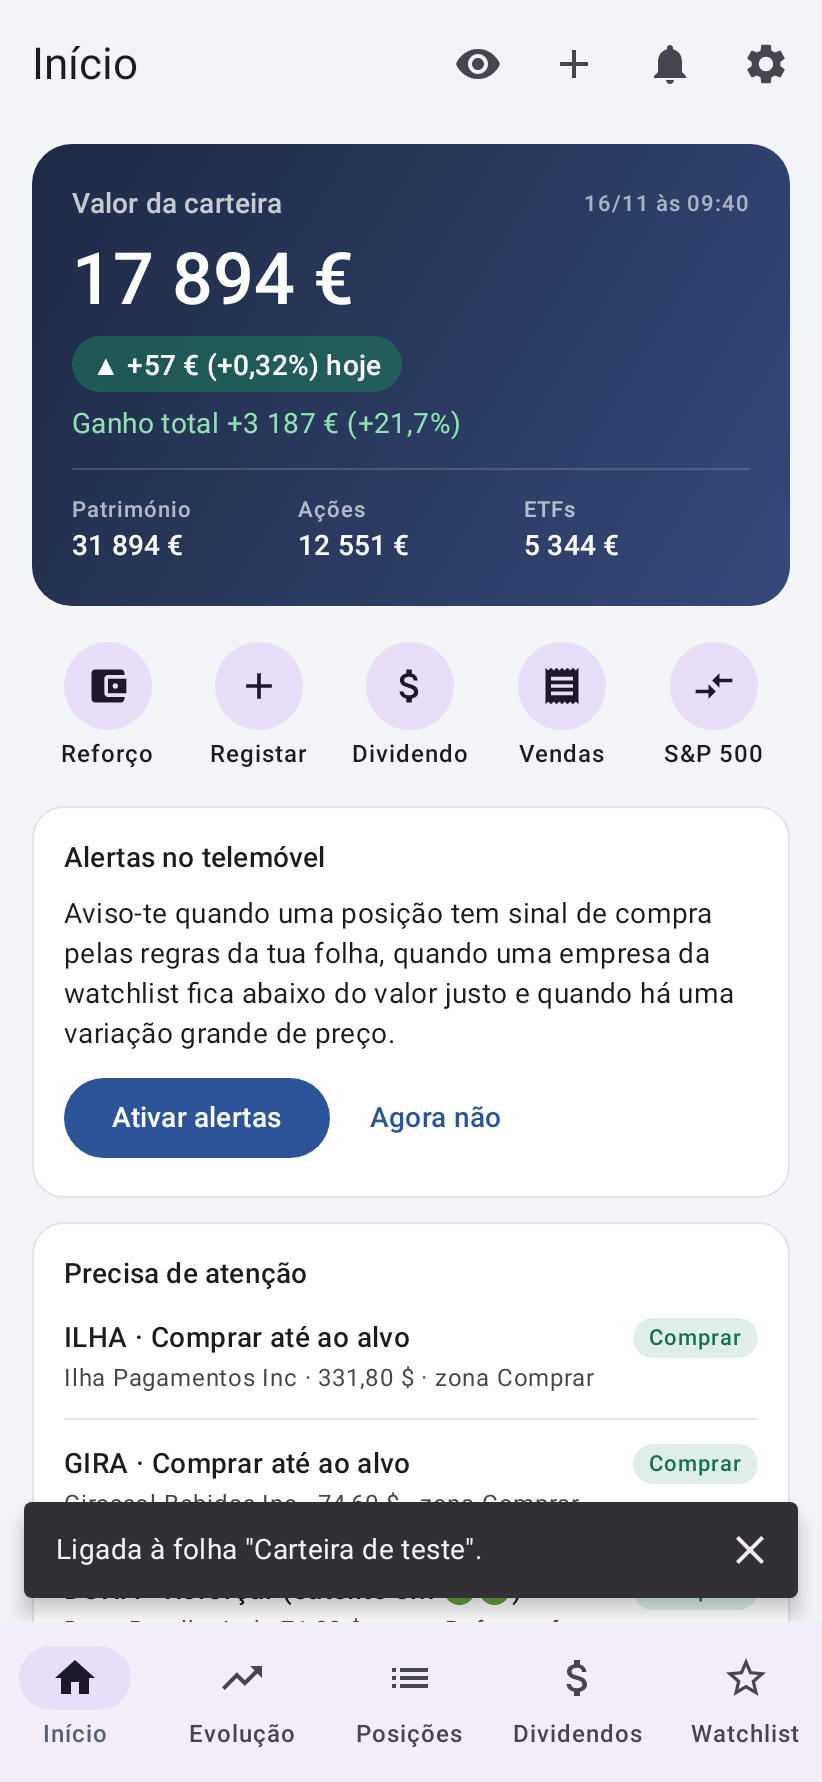 Início
Valor da carteira
16/11 às 09:40
17 894 €
▲ +57 € (+0,32%) hoje
Ganho total +3 187 € (+21,7%)
Património
Ações
ETFs
31 894 €
12 551 €
5 344 €
Reforço
Registar
Dividendo
Vendas
S&P 500
Alertas no telemóvel
Aviso-te quando uma posição tem sinal de compra
pelas regras da tua folha, quando uma empresa da
watchlist fica abaixo do valor justo e quando há uma
variação grande de preço.
Ativar alertas
Agora não
Precisa de atenção
ILHA · Comprar até ao alvo
Comprar
Ilha Pagamentos Inc · 331,80 $ · zona Comprar
GIRA · Comprar até ao alvo
Comprar
Ligada à folha "Carteira de teste".
Início
Evolução
Posições
Dividendos
Watchlist